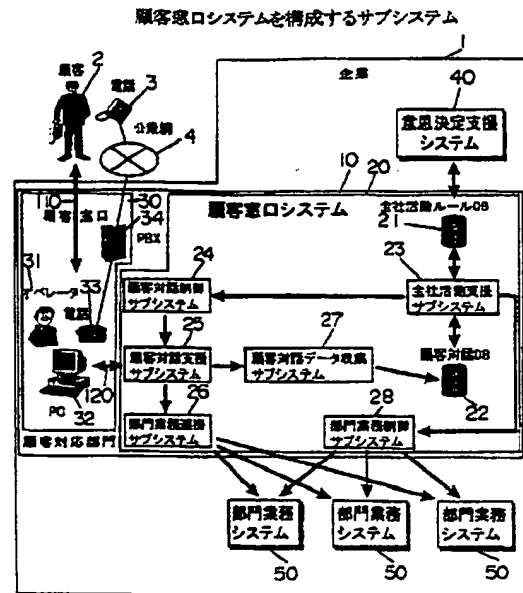 顧客窓口システムを構成するサブシステム
1
企業
2
顧客
電話
3
公衆網
4
40
意思決定支援
システム
10
20
110
30
34
顧客窓口
PBX
顧客窓口システム
全社活動ルールDB
21
31
オペレータ
33
電話
PC
32
120
顧客対応部門
24
顧客対話制御
サブシステム
23
全社活動支援
サブシステム
25
顧客対話支援
サブシステム
27
顧客対話データ収集
サブシステム
顧客対話DB
22
26
部門業務連携
サブシステム
28
部門業務制御
サブシステム
部門業務
システム
50
部門業務
システム
50
部門業務
システム
50